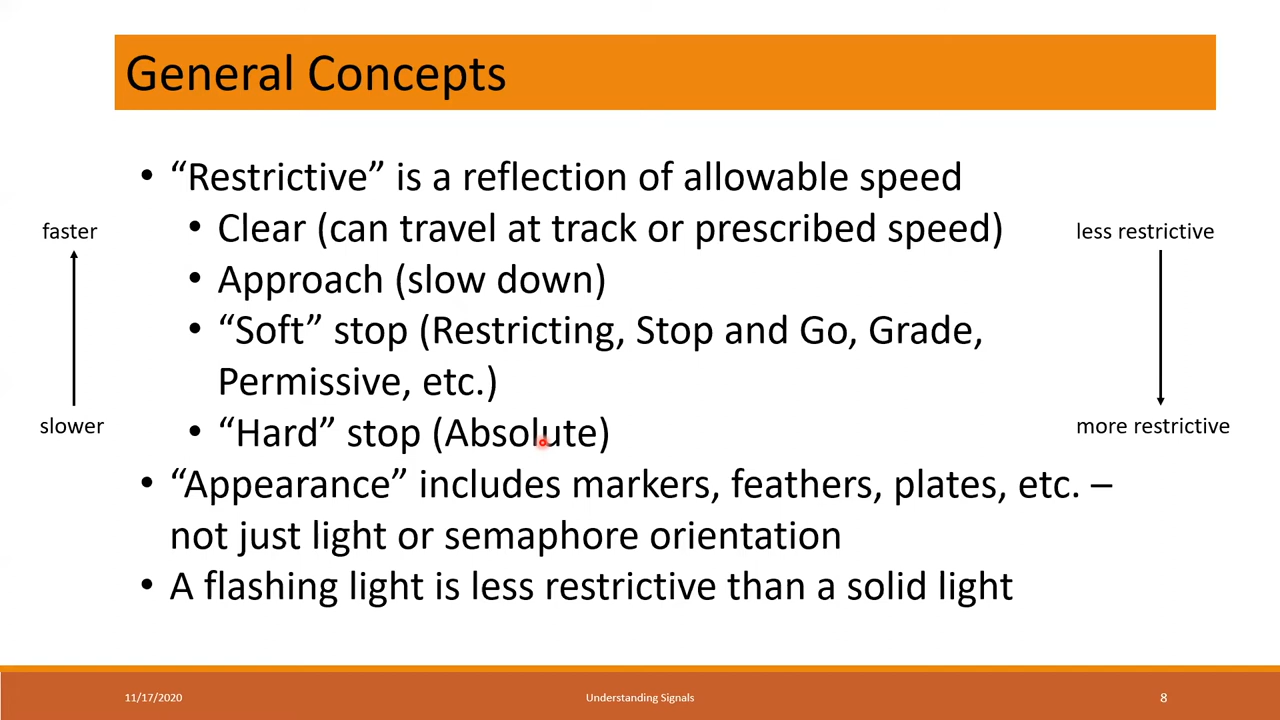 General Concepts
• “Restrictive” is a reflection of allowable speed
faster
• Clear (can travel at track or prescribed speed)
less restrictive
• Approach (slow down)
• “Soft” stop (Restricting, Stop and Go, Grade,
Permissive, etc.)
slower
• “Hard” stop (Absolute)
more restrictive
• “Appearance” includes markers, feathers, plates, etc. –
not just light or semaphore orientation
• A flashing light is less restrictive than a solid light
11/17/2020
Understanding Signals
8